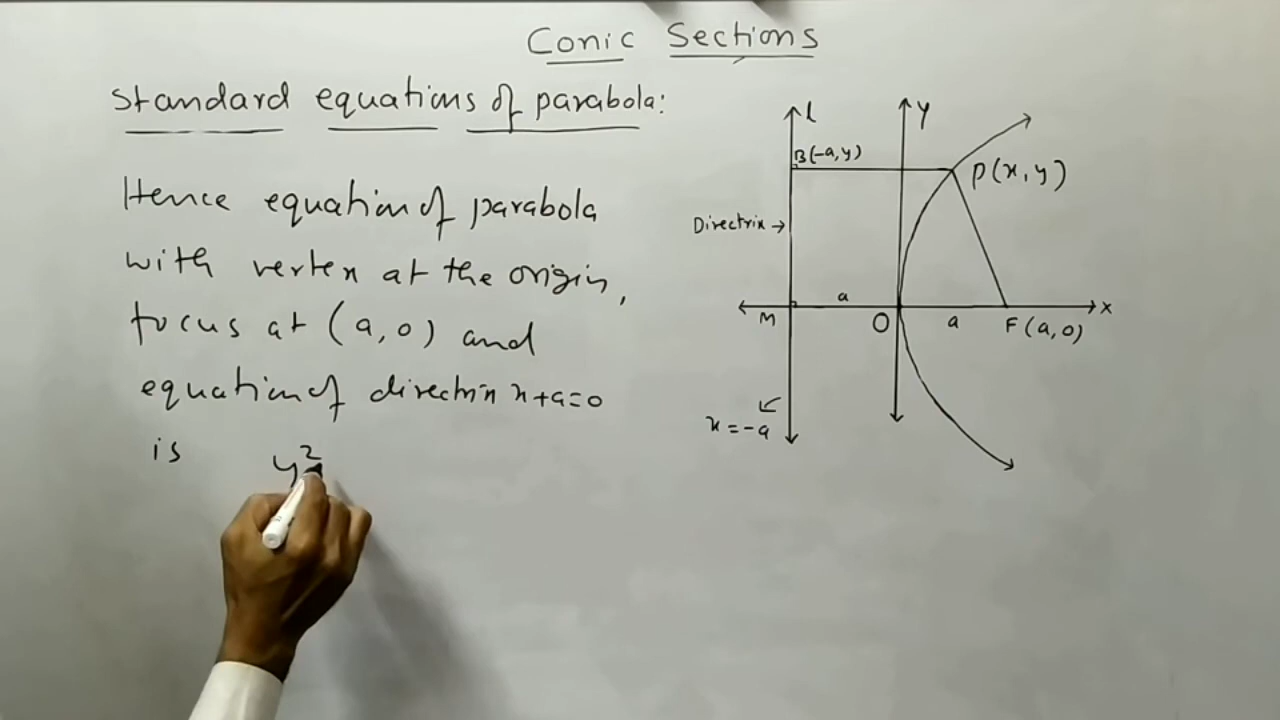 Conic Sections
Standard equations of parabola:
Hence equation of parabola
with vertex at the origin,
focus at (a,0) and
equation of directrix x+a=0
is y²
l
Y
B(-a,y)
P(x,y)
Directrix →
a
X
M
O
a
F(a,0)
x=-a